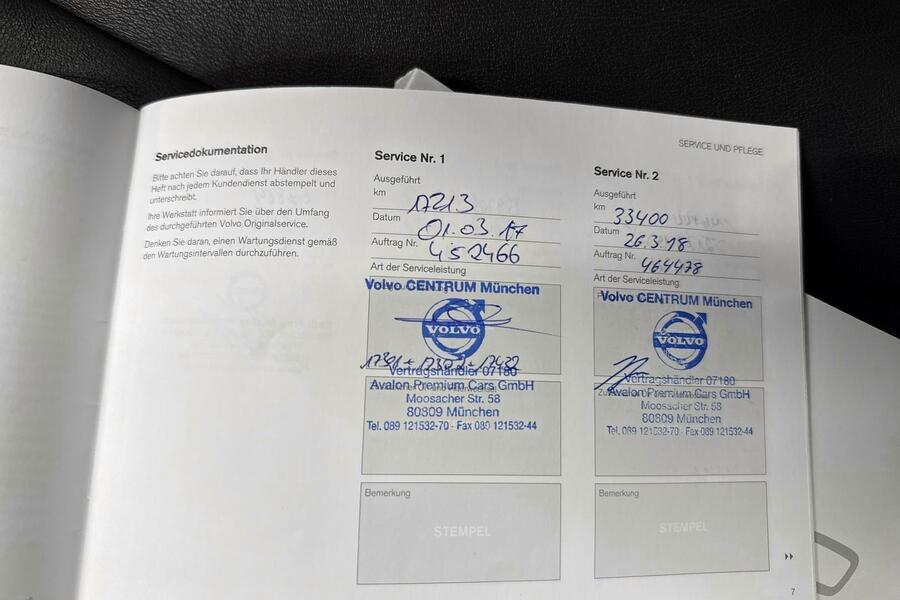 SERVICE UND PFLEGE
Servicedokumentation
Bitte achten Sie darauf, dass Ihr Händler dieses
Heft nach jedem Kundendienst abstempelt und
unterschreibt.
Ihre Werkstatt informiert Sie über den Umfang
des durchgeführten Volvo Originalservice.
Denken Sie daran, einen Wartungsdienst gemäß
den Wartungsintervallen durchzuführen.
Service Nr. 1
Ausgeführt
km 17213
Datum 01.03.17
Auftrag Nr. 452466
Art der Serviceleistung
Volvo CENTRUM München
VOLVO
Vertragshändler 07180
Avalon Premium Cars GmbH
Moosacher Str. 58
80809 München
Tel. 089 121532-70 · Fax 089 121532-44
Bemerkung
STEMPEL
Service Nr. 2
Ausgeführt
km 33400
Datum 26.3.18
Auftrag Nr. 464478
Art der Serviceleistung
Volvo CENTRUM München
VOLVO
Vertragshändler 07180
Avalon Premium Cars GmbH
Moosacher Str. 58
80809 München
Tel. 089 121532-70 · Fax 089 121532-44
Bemerkung
STEMPEL
7